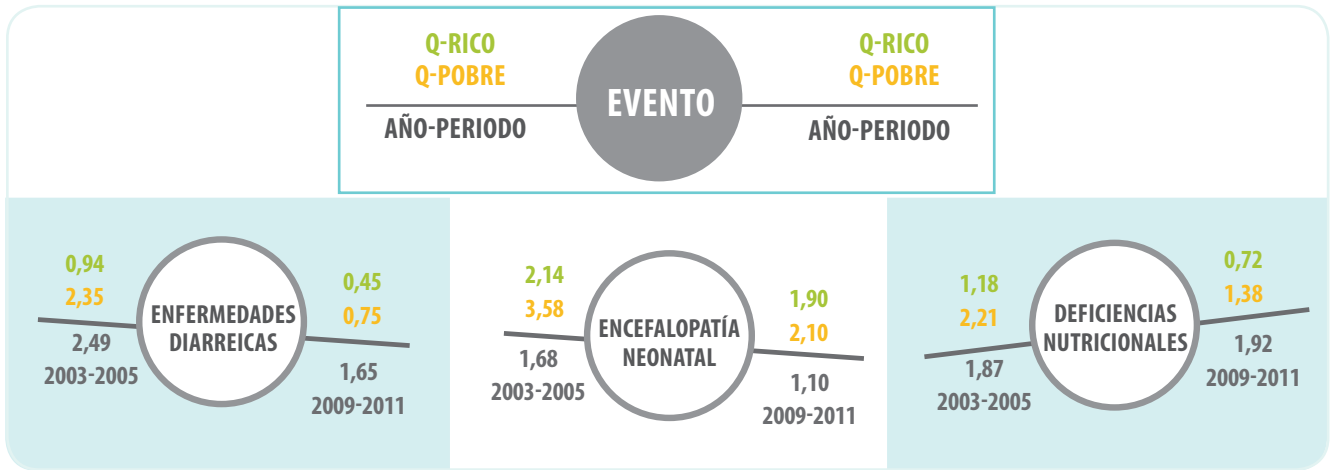 Q-RICO
Q-POBRE
AÑO-PERIODO
EVENTO
Q-RICO
Q-POBRE
AÑO-PERIODO
0,94
2,35
2,49
2003-2005
ENFERMEDADES
DIARREICAS
0,45
0,75
1,65
2009-2011
2,14
3,58
1,68
2003-2005
ENCEFALOPATÍA
NEONATAL
1,90
2,10
1,10
2009-2011
1,18
2,21
1,87
2003-2005
DEFICIENCIAS
NUTRICIONALES
0,72
1,38
1,92
2009-2011